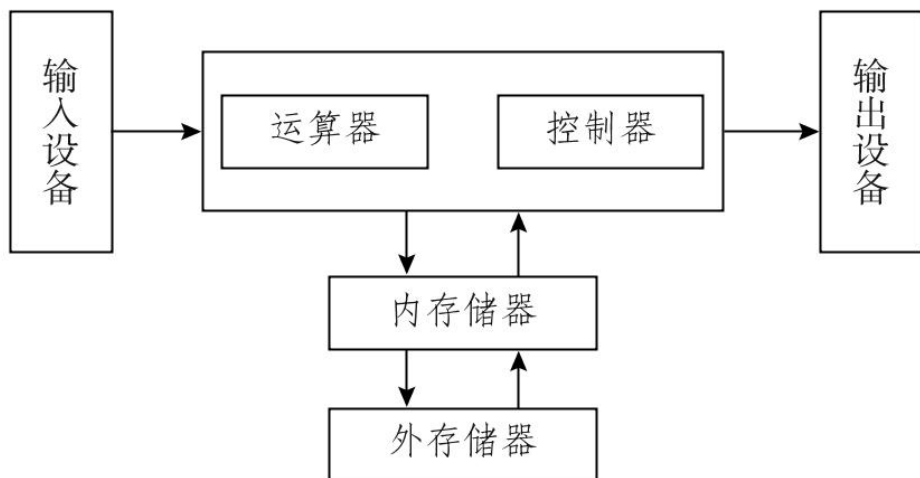 输入设备
运算器
控制器
输出设备
内存储器
外存储器